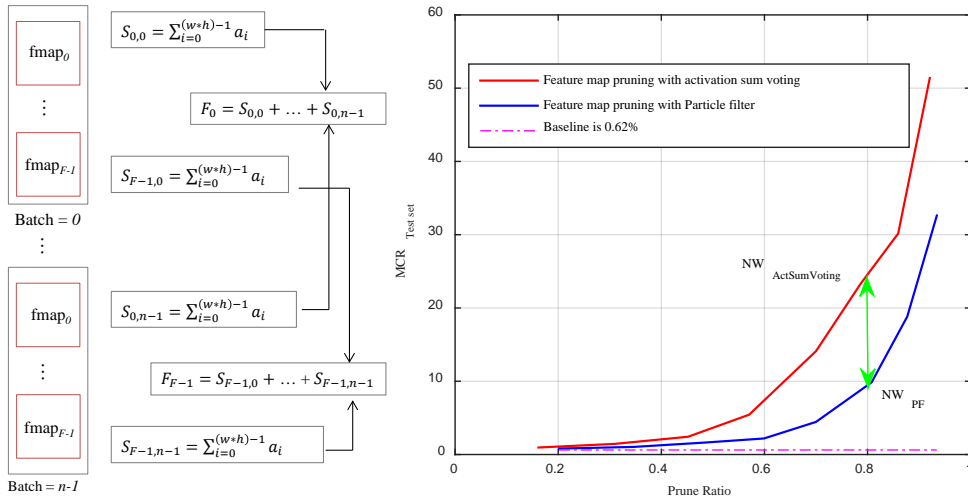 fmap0
⋮
fmapF-1
Batch = 0
⋮
fmap0
⋮
fmapF-1
Batch = n-1
S0,0 = ∑i=0(w*h)−1 ai
F0 = S0,0 + … + S0,n−1
SF−1,0 = ∑i=0(w*h)−1 ai
S0,n−1 = ∑i=0(w*h)−1 ai
FF−1 = SF−1,0 + … + SF−1,n−1
SF−1,n−1 = ∑i=0(w*h)−1 ai
60
50
40
30
20
10
0
MCR Test set
Feature map pruning with activation sum voting
Feature map pruning with Particle filter
Baseline is 0.62%
NW ActSumVoting
NW PF
0
0.2
0.4
0.6
0.8
1
Prune Ratio